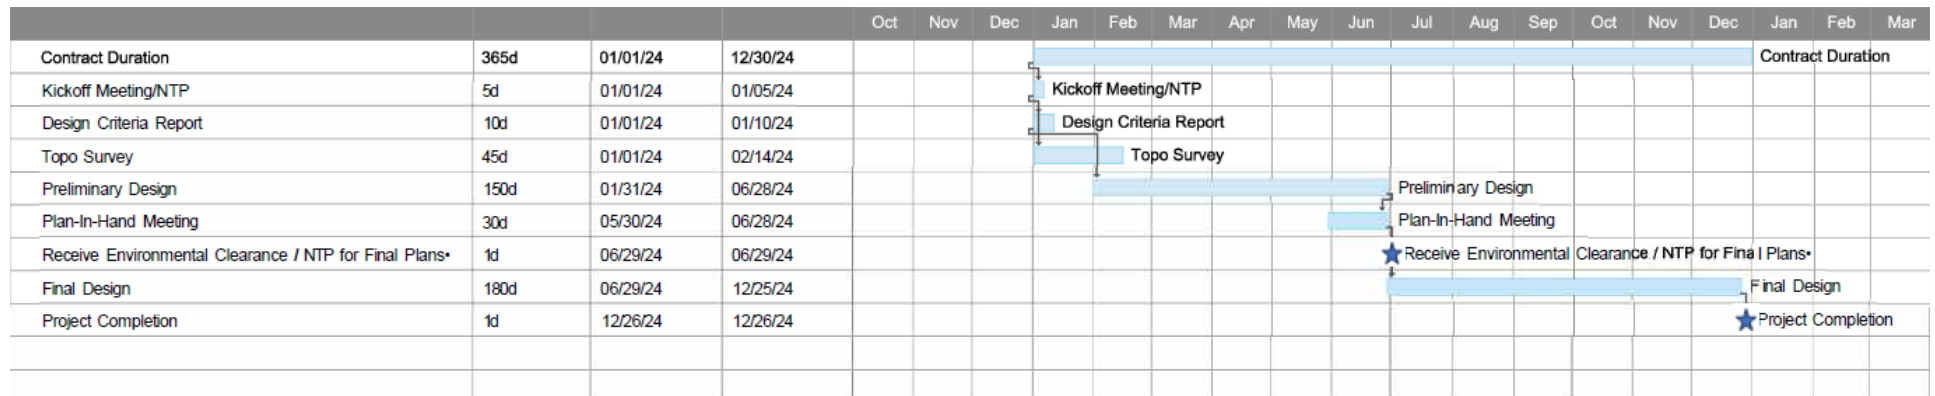 Oct Nov Dec Jan Feb Mar Apr May Jun Jul Aug Sep Oct Nov Dec Jan Feb Mar
Contract Duration 365d 01/01/24 12/30/24 Contract Duration
Kickoff Meeting/NTP 5d 01/01/24 01/05/24 Kickoff Meeting/NTP
Design Criteria Report 10d 01/01/24 01/10/24 Design Criteria Report
Topo Survey 45d 01/01/24 02/14/24 Topo Survey
Preliminary Design 150d 01/31/24 06/28/24 Preliminary Design
Plan-In-Hand Meeting 30d 05/30/24 06/28/24 Plan-In-Hand Meeting
Receive Environmental Clearance / NTP for Final Plans• 1d 06/29/24 06/29/24 Receive Environmental Clearance / NTP for Final Plans•
Final Design 180d 06/29/24 12/25/24 Final Design
Project Completion 1d 12/26/24 12/26/24 Project Completion